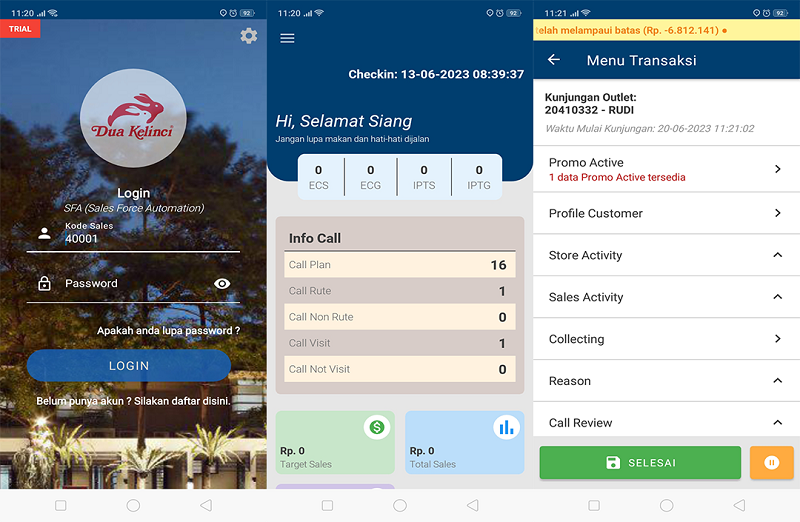 11:20
92
TRIAL
Dua Kelinci
Login
SFA (Sales Force Automation)
Kode Sales
40001
Password
Apakah anda lupa password ?
LOGIN
Belum punya akun ? Silakan daftar disini.
11:20
92
Checkin: 13-06-2023 08:39:37
Hi, Selamat Siang
Jangan lupa makan dan hati-hati dijalan
0 0 0 0
ECS ECG IPTS IPTG
Info Call
Call Plan 16
Call Rute 1
Call Non Rute 0
Call Visit 1
Call Not Visit 0
Rp. 0 Rp. 0
Target Sales Total Sales
11:21
92
telah melampaui batas (Rp. -6.812.141)
Menu Transaksi
Kunjungan Outlet:
20410332 - RUDI
Waktu Mulai Kunjungan: 20-06-2023 11:21:02
Promo Active
1 data Promo Active tersedia
Profile Customer
Store Activity
Sales Activity
Collecting
Reason
Call Review
SELESAI